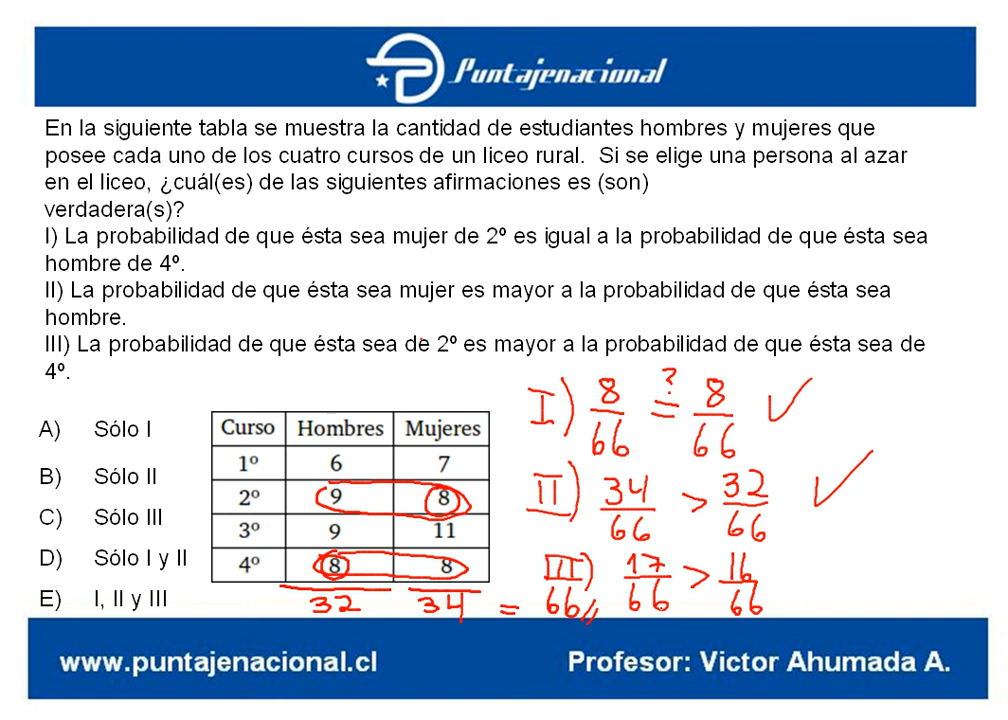 Puntajenacional
En la siguiente tabla se muestra la cantidad de estudiantes hombres y mujeres que
posee cada uno de los cuatro cursos de un liceo rural. Si se elige una persona al azar
en el liceo, ¿cuál(es) de las siguientes afirmaciones es (son)
verdadera(s)?
I) La probabilidad de que ésta sea mujer de 2º es igual a la probabilidad de que ésta sea
hombre de 4º.
II) La probabilidad de que ésta sea mujer es mayor a la probabilidad de que ésta sea
hombre.
III) La probabilidad de que ésta sea de 2º es mayor a la probabilidad de que ésta sea de
4º.
A) Sólo I
B) Sólo II
C) Sólo III
D) Sólo I y II
E) I, II y III
Curso Hombres Mujeres
1º 6 7
2º 9 8
3º 9 11
4º 8 8
32 34 = 66
I) 8/66 =? 8/66 ✓
II) 34/66 > 32/66 ✓
III) 17/66 > 16/66
www.puntajenacional.cl Profesor: Victor Ahumada A.